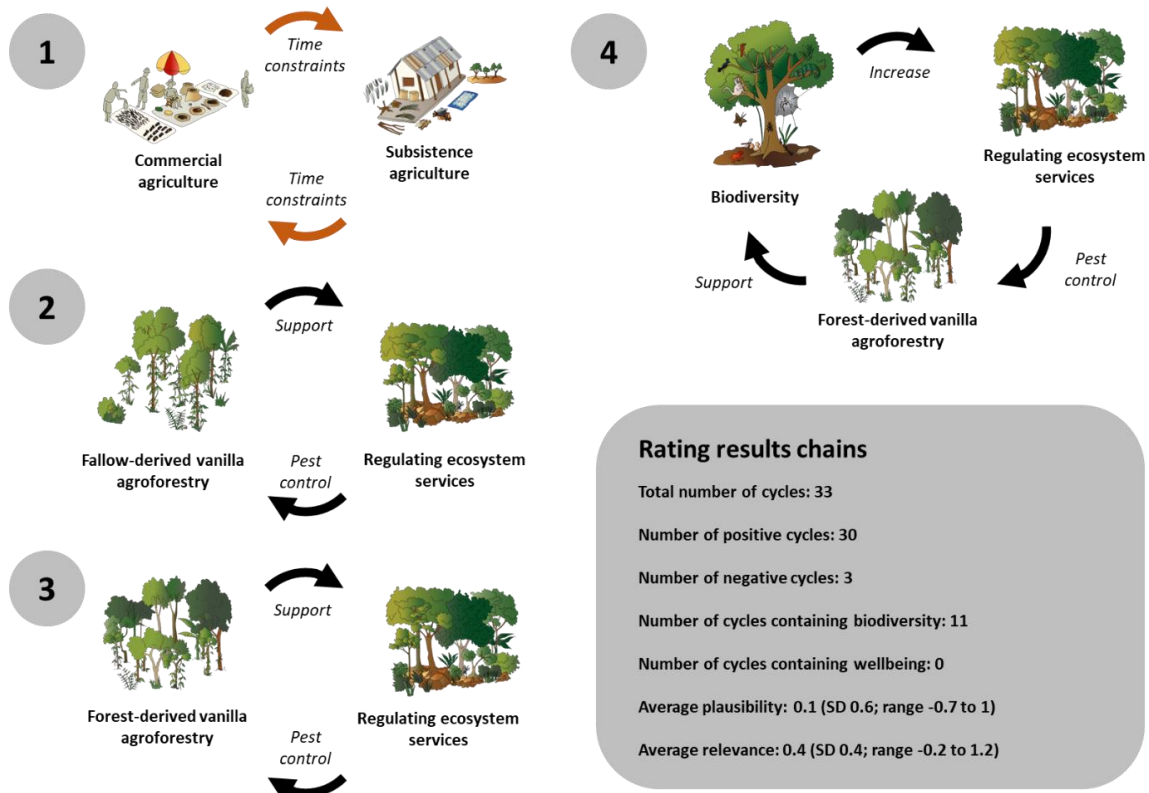 1
Time
constraints
Commercial
agriculture
Subsistence
agriculture
Time
constraints
2
Support
Fallow-derived vanilla
agroforestry
Pest
control
Regulating ecosystem
services
3
Support
Forest-derived vanilla
agroforestry
Regulating ecosystem
services
Pest
control
4
Increase
Biodiversity
Regulating ecosystem
services
Support
Pest
control
Forest-derived vanilla
agroforestry
Rating results chains
Total number of cycles: 33
Number of positive cycles: 30
Number of negative cycles: 3
Number of cycles containing biodiversity: 11
Number of cycles containing wellbeing: 0
Average plausibility: 0.1 (SD 0.6; range -0.7 to 1)
Average relevance: 0.4 (SD 0.4; range -0.2 to 1.2)